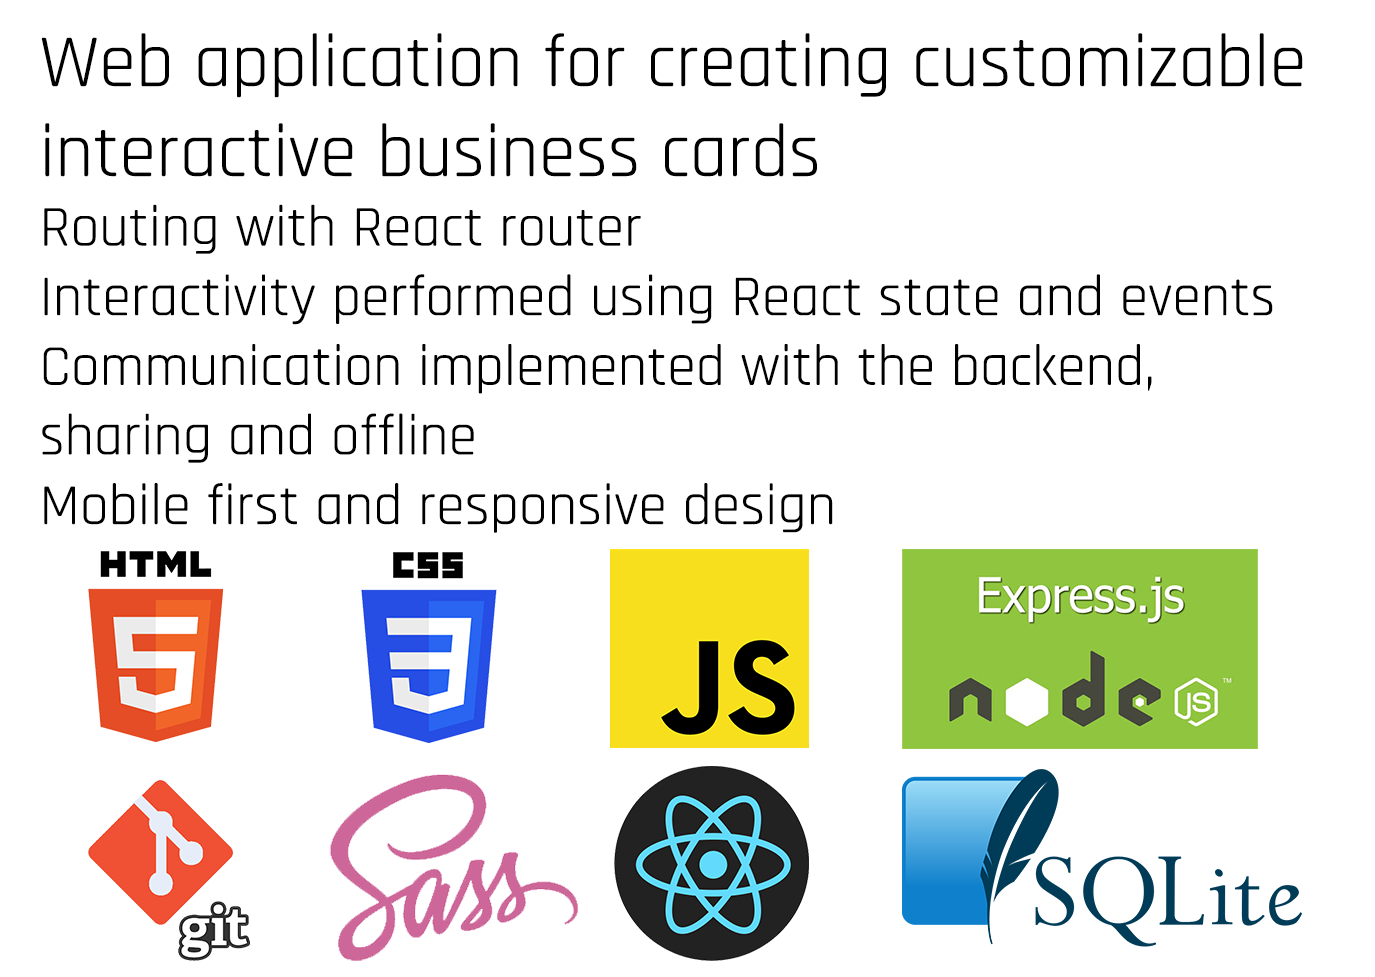 Web application for creating customizable
interactive business cards
Routing with React router
Interactivity performed using React state and events
Communication implemented with the backend,
sharing and offline
Mobile first and responsive design
HTML
5
CSS
3
JS
Express.js
node JS ™
git
Sass
SQLite